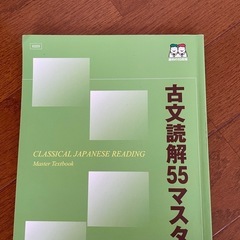 CLASSICAL JAPANESE READING
Master Textbook
古文読解55マスタ